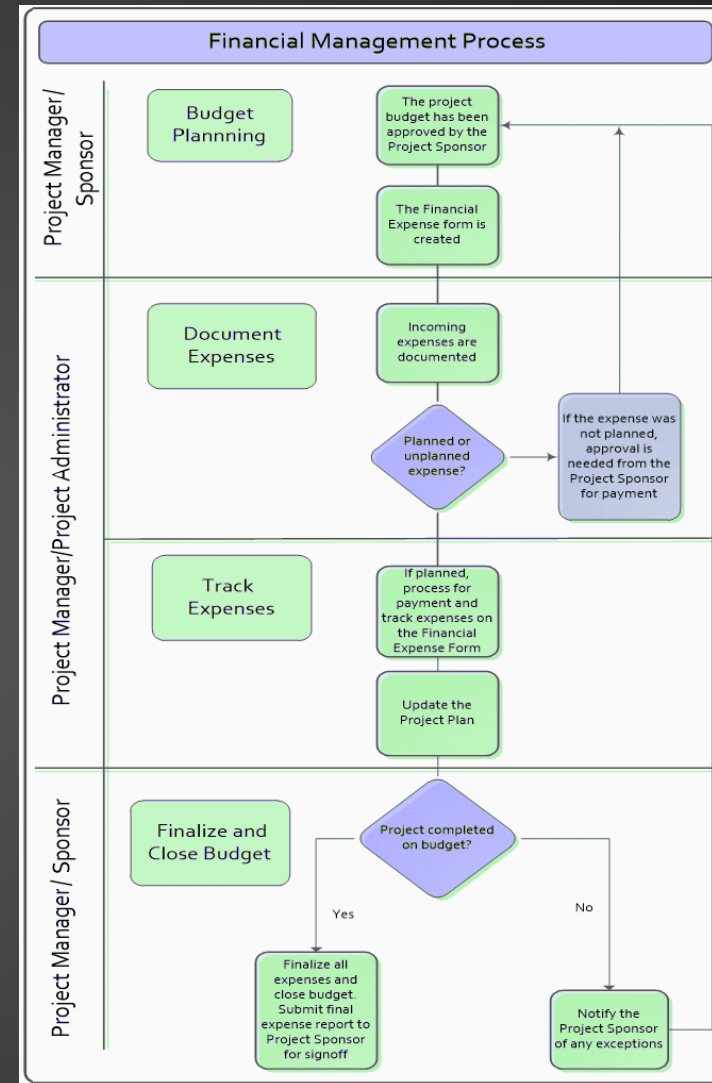 Financial Management Process
Project Manager/
Sponsor
Budget
Plannning
The project
budget has been
approved by the
Project Sponsor
The Financial
Expense form is
created
Project Manager/Project Administrator
Document
Expenses
Incoming
expenses are
documented
Planned or
unplanned
expense?
If the expense was
not planned,
approval is
needed from the
Project Sponsor
for payment
Track
Expenses
If planned,
process for
payment and
track expenses on
the Financial
Expense Form
Update the
Project Plan
Project Manager/ Sponsor
Finalize and
Close Budget
Project completed
on budget?
Yes
No
Finalize all
expenses and
close budget.
Submit final
expense report to
Project Sponsor
for signoff
Notify the
Project Sponsor
of any exceptions